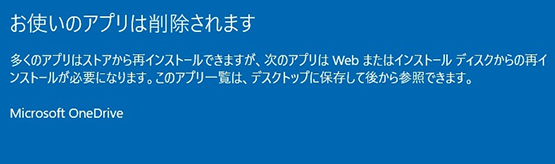 お使いのアプリは削除されます
多くのアプリはストアから再インストールできますが、次のアプリは Web またはインストール ディスクからの再イ
ンストールが必要になります。このアプリ一覧は、デスクトップに保存して後から参照できます。
Microsoft OneDrive